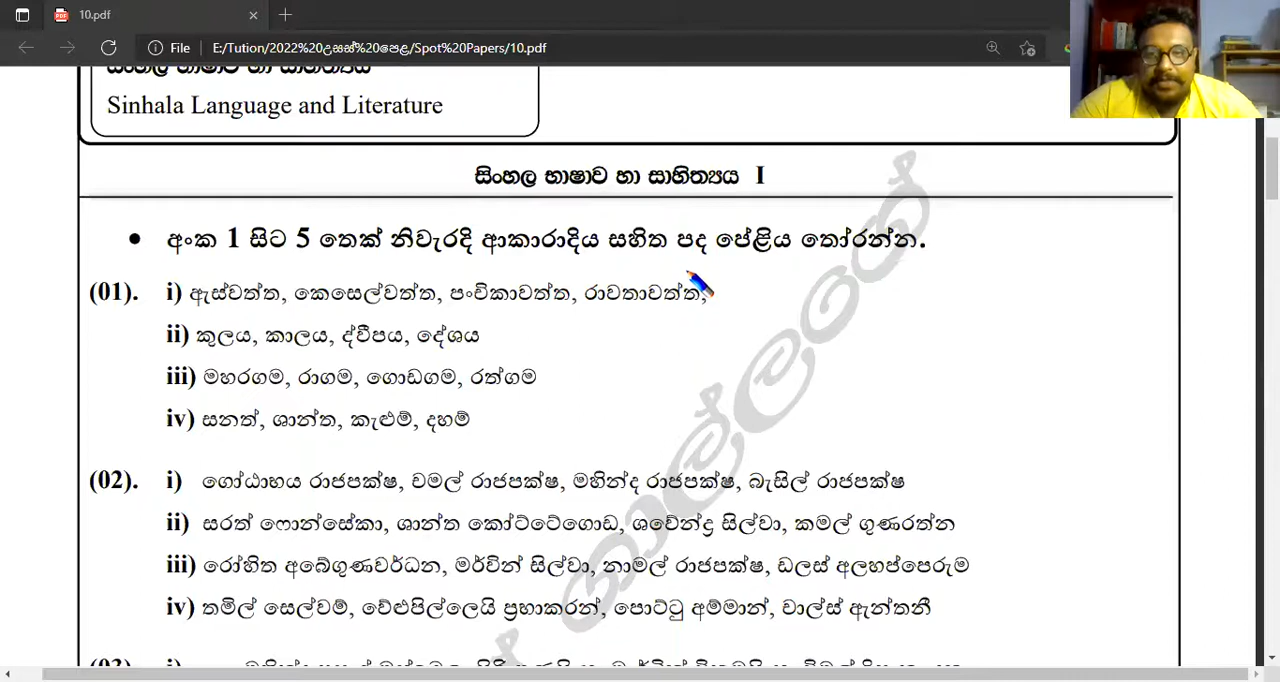 10.pdf
File E:/Tution/2022%20උසස්%20පෙළ/Spot%20Papers/10.pdf
සිංහල භාෂාව හා සාහිත්‍යය
Sinhala Language and Literature
සිංහල භාෂාව හා සාහිත්‍යය I
• අංක 1 සිට 5 තෙක් නිවැරදි ආකාරාදිය සහිත පද පේළිය තෝරන්න.
(01). i) ඇස්වත්ත, කෙසෙල්වත්ත, පංචිකාවත්ත, රාවතාවත්ත,
ii) කුලය, කාලය, ද්වීපය, දේශය
iii) මහරගම, රාගම, ගොඩගම, රත්ගම
iv) සනත්, ශාන්ත, කැළුම්, දහම්
(02). i) ගෝඨාභය රාජපක්ෂ, චමල් රාජපක්ෂ, මහින්ද රාජපක්ෂ, බැසිල් රාජපක්ෂ
ii) සරත් ෆොන්සේකා, ශාන්ත කෝට්ටේගොඩ, ශවේන්ද්‍ර සිල්වා, කමල් ගුණරත්න
iii) රෝහිත අබේගුණවර්ධන, මර්වින් සිල්වා, නාමල් රාජපක්ෂ, ඩලස් අලහප්පෙරුම
iv) තමිල් සෙල්වම්, වේළුපිල්ලෙයි ප්‍රභාකරන්, පොට්ටු අම්මාන්, චාල්ස් ඇන්තනී